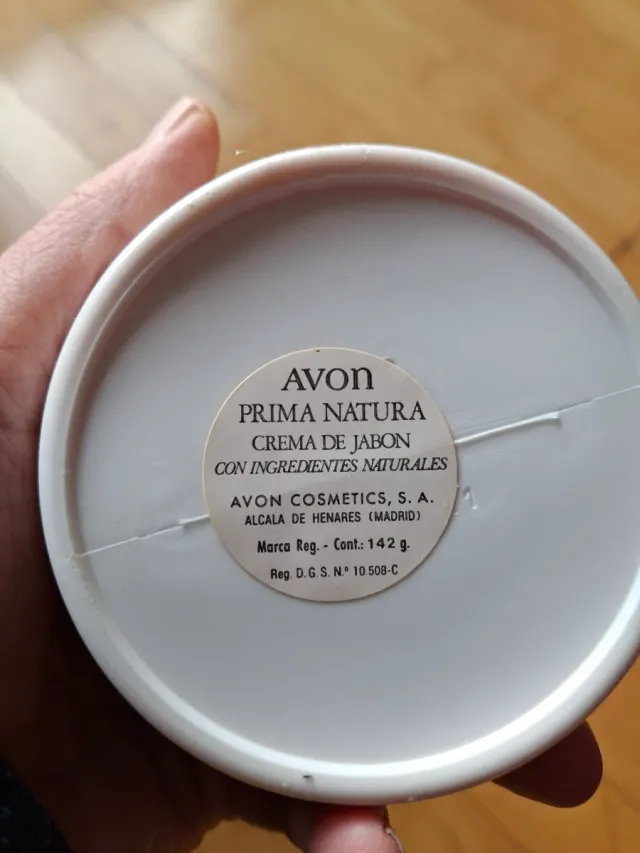 AVON
PRIMA NATURA
CREMA DE JABON
CON INGREDIENTES NATURALES
AVON COSMETICS, S. A.
ALCALA DE HENARES (MADRID)
Marca Reg. - Cont.: 142 g.
Reg. D.G.S. N.º 10 508-C